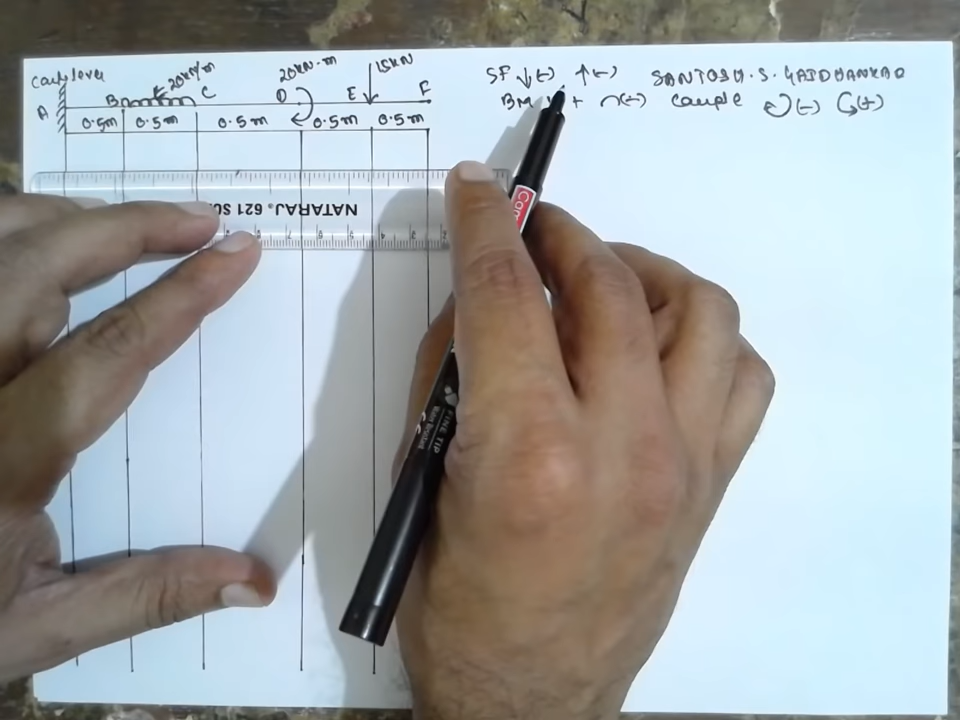 Cantilever
20kN/m
20kN·m
15kN
A B C D E F
0.5m 0.5m 0.5m 0.5m 0.5m
SF ↓(-) ↑(-) SANTOSH.S.GAIDHANKAR
BM + ⌒(-) Couple ↻(-) ↺(+)
NATARAJ® 621
FINE TIP